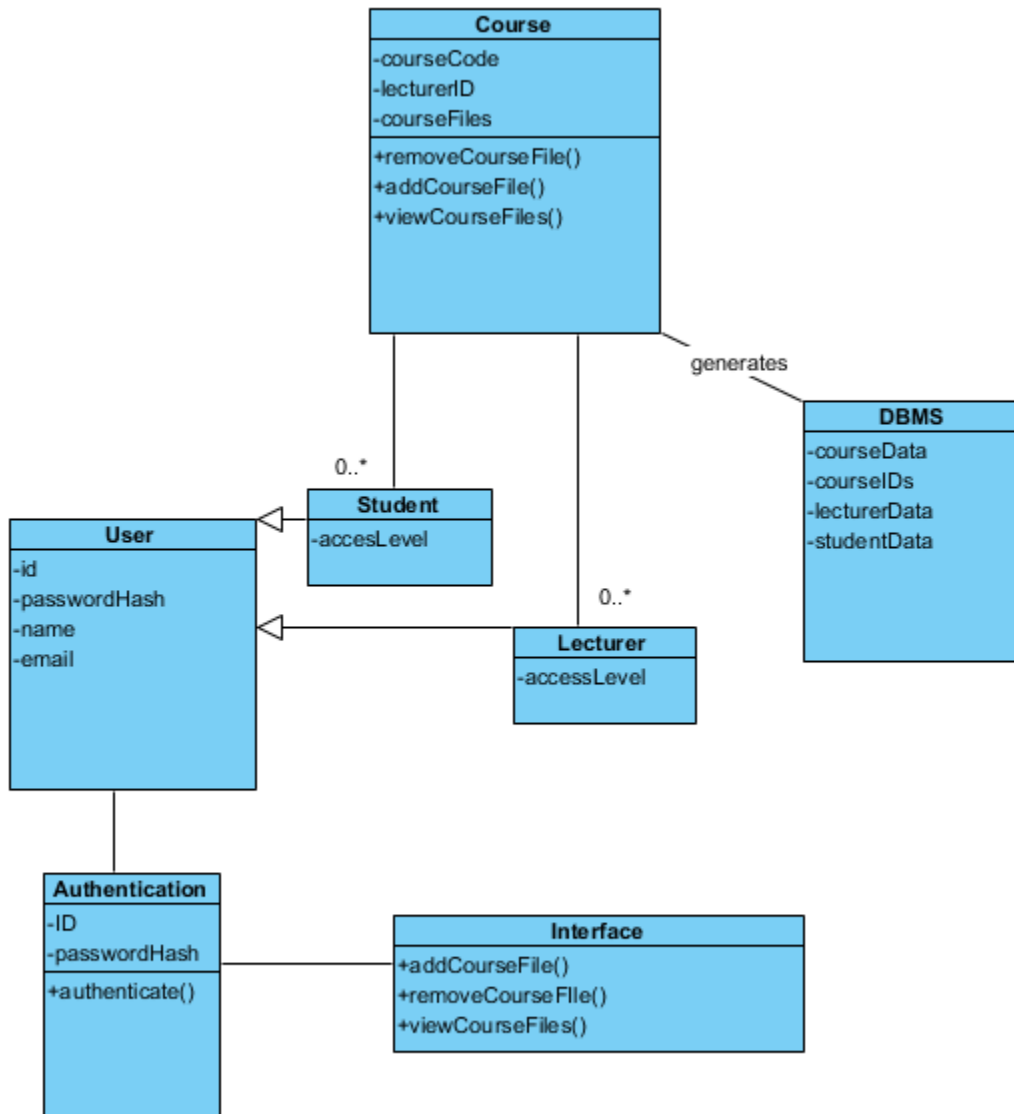 Course
-courseCode
-lecturerID
-courseFiles
+removeCourseFile()
+addCourseFile()
+viewCourseFiles()
generates
DBMS
-courseData
-courseIDs
-lecturerData
-studentData
0..*
Student
-accesLevel
User
-id
-passwordHash
-name
-email
0..*
Lecturer
-accessLevel
Authentication
-ID
-passwordHash
+authenticate()
Interface
+addCourseFile()
+removeCourseFIle()
+viewCourseFiles()